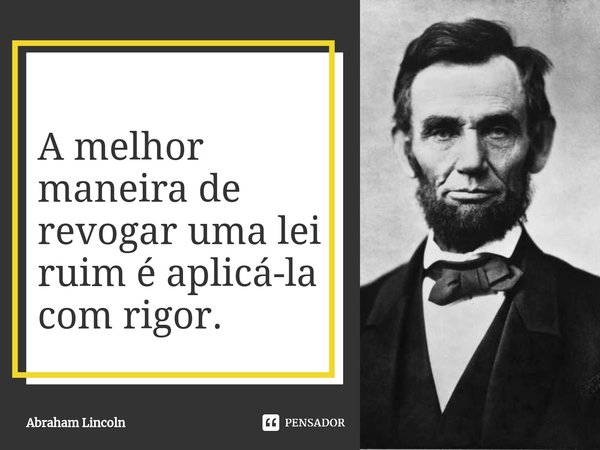 A melhor
maneira de
revogar uma lei
ruim é aplicá-la
com rigor.
Abraham Lincoln
PENSADOR